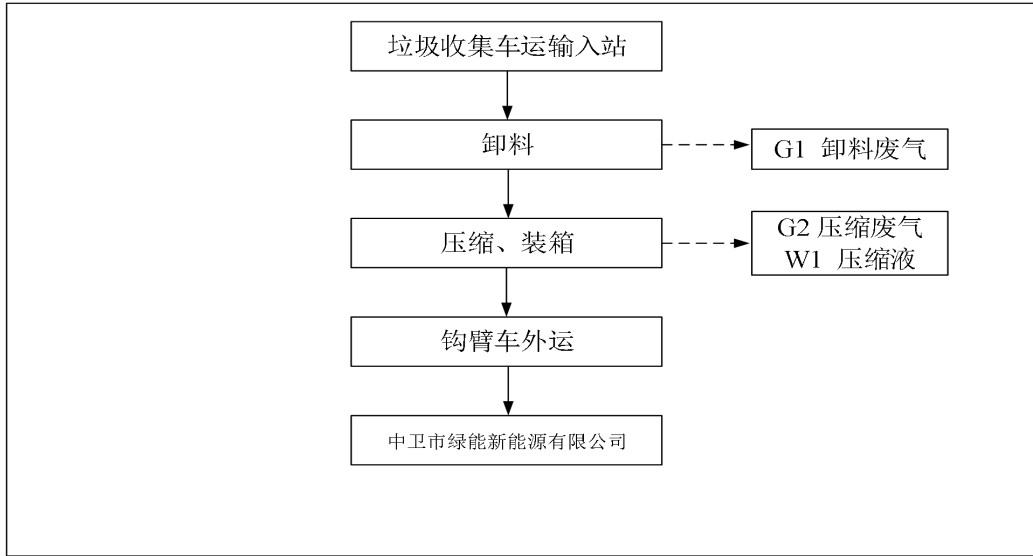 垃圾收集车运输入站
卸料
G1 卸料废气
压缩、装箱
G2 压缩废气
W1 压缩液
钩臂车外运
中卫市绿能新能源有限公司